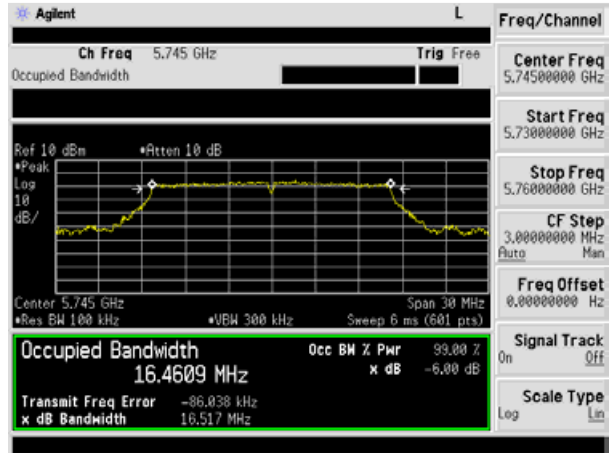 Agilent L
Ch Freq 5.745 GHz Trig Free
Occupied Bandwidth
Ref 10 dBm •Atten 10 dB
•Peak
Log
10
dB/
Center 5.745 GHz Span 30 MHz
•Res BW 100 kHz •VBW 300 kHz Sweep 6 ms (601 pts)
Occupied Bandwidth Occ BW % Pwr 99.00 %
16.4609 MHz x dB -6.00 dB
Transmit Freq Error -86.038 kHz
x dB Bandwidth 16.517 MHz
Freq/Channel
Center Freq
5.74500000 GHz
Start Freq
5.73000000 GHz
Stop Freq
5.76000000 GHz
CF Step
3.00000000 MHz
Auto Man
Freq Offset
0.00000000 Hz
Signal Track
On Off
Scale Type
Log Lin